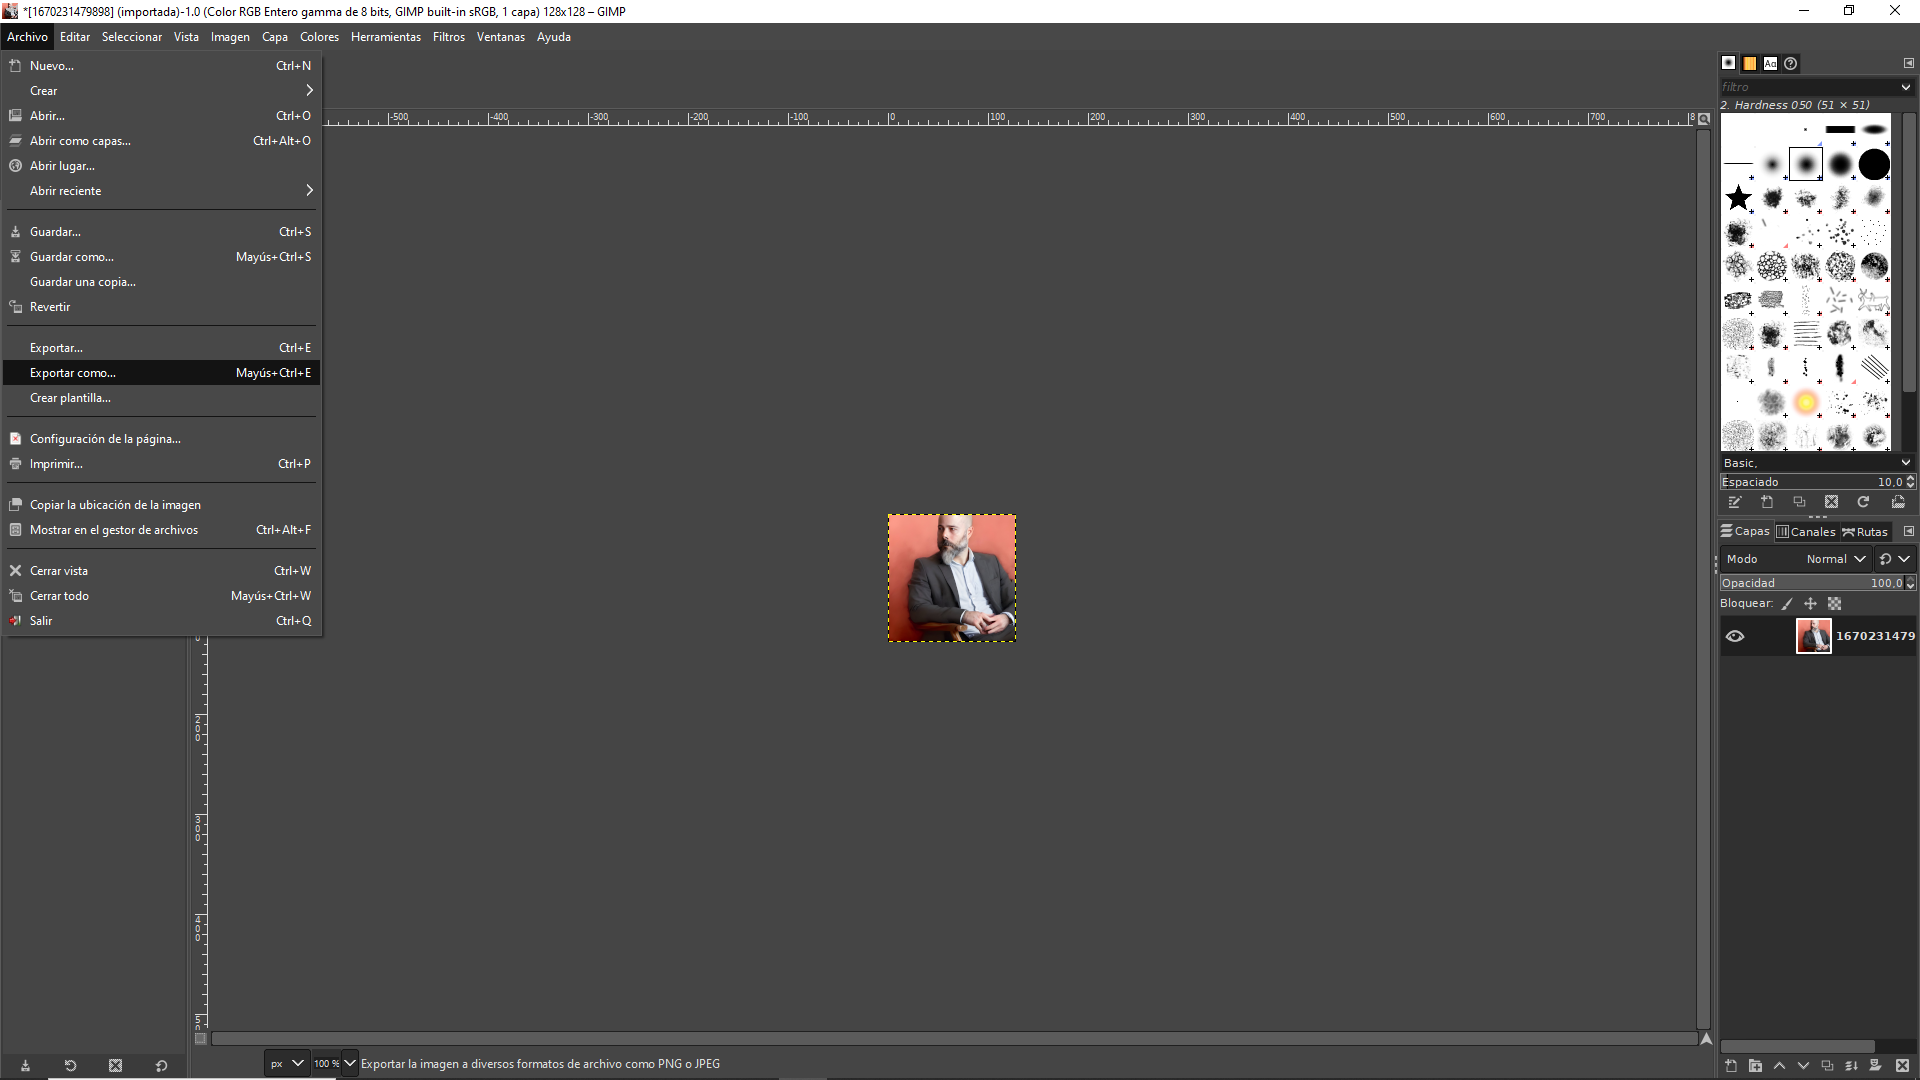 *[1670231479898] (importada)-1.0 (Color RGB Entero gamma de 8 bits, GIMP built-in sRGB, 1 capa) 128x128 – GIMP
Archivo Editar Seleccionar Vista Imagen Capa Colores Herramientas Filtros Ventanas Ayuda
Nuevo... Ctrl+N
Crear
Abrir... Ctrl+O
Abrir como capas... Ctrl+Alt+O
Abrir lugar...
Abrir reciente
Guardar... Ctrl+S
Guardar como... Mayús+Ctrl+S
Guardar una copia...
Revertir
Exportar... Ctrl+E
Exportar como... Mayús+Ctrl+E
Crear plantilla...
Configuración de la página...
Imprimir... Ctrl+P
Copiar la ubicación de la imagen
Mostrar en el gestor de archivos Ctrl+Alt+F
Cerrar vista Ctrl+W
Cerrar todo Mayús+Ctrl+W
Salir Ctrl+Q
-500 -400 -300 -200 -100 0 100 200 300 400 500 600 700 8
200
300
400
5
px 100 % Exportar la imagen a diversos formatos de archivo como PNG o JPEG
Aa
filtro
2. Hardness 050 (51 × 51)
Basic,
Espaciado 10,0
Capas Canales Rutas
Modo Normal
Opacidad 100,0
Bloquear:
1670231479